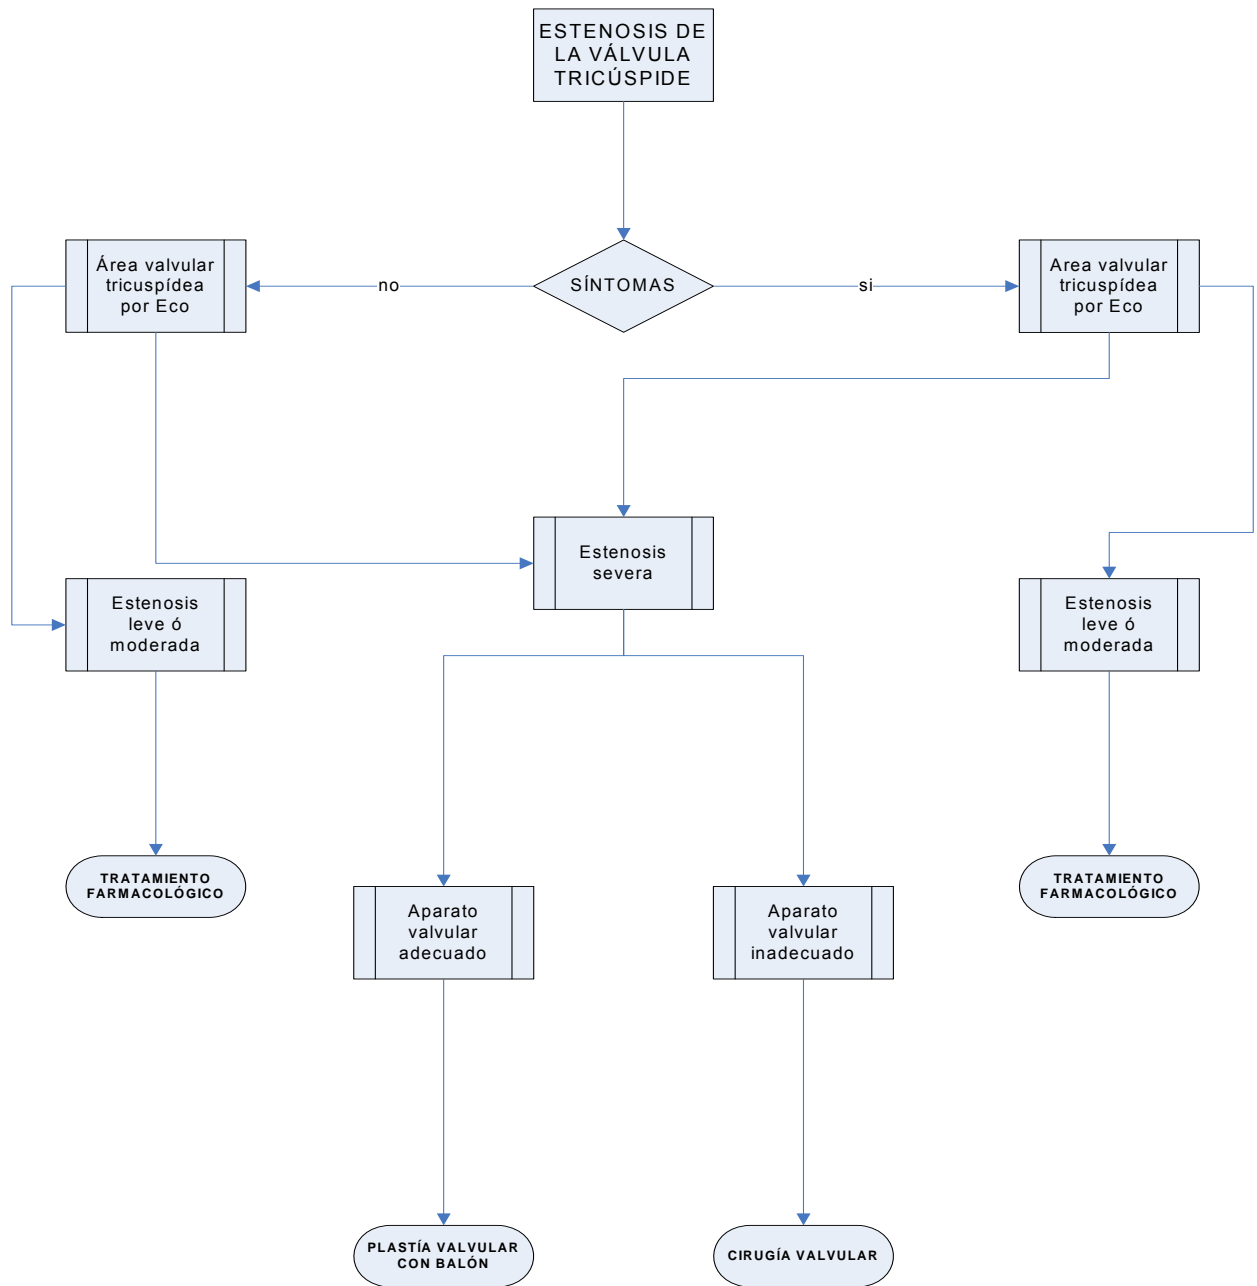 ESTENOSIS DE
LA VÁLVULA
TRICÚSPIDE
Área valvular
tricuspídea
por Eco
no
SÍNTOMAS
si
Area valvular
tricuspídea
por Eco
Estenosis
severa
Estenosis
leve ó
moderada
Estenosis
leve ó
moderada
TRATAMIENTO
FARMACOLÓGICO
TRATAMIENTO
FARMACOLÓGICO
Aparato
valvular
adecuado
Aparato
valvular
inadecuado
PLASTÍA VALVULAR
CON BALÓN
CIRUGÍA VALVULAR